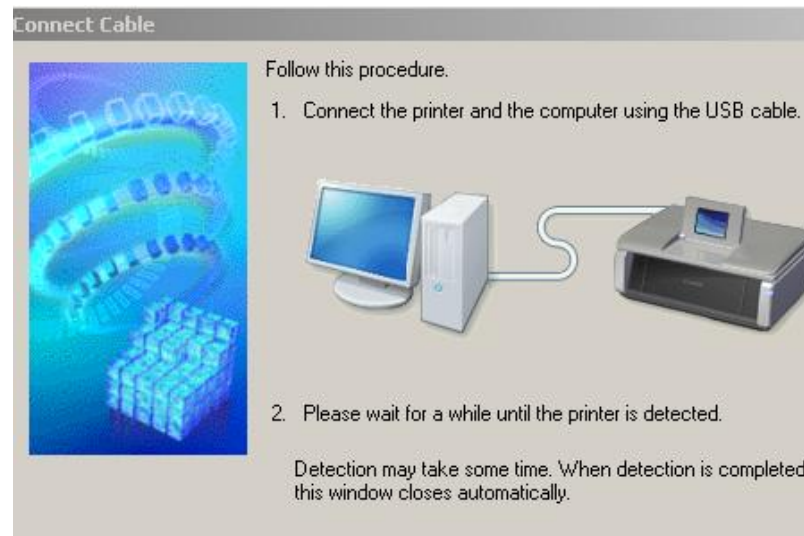 Connect Cable
Follow this procedure.
1. Connect the printer and the computer using the USB cable.
2. Please wait for a while until the printer is detected.
Detection may take some time. When detection is completed
this window closes automatically.